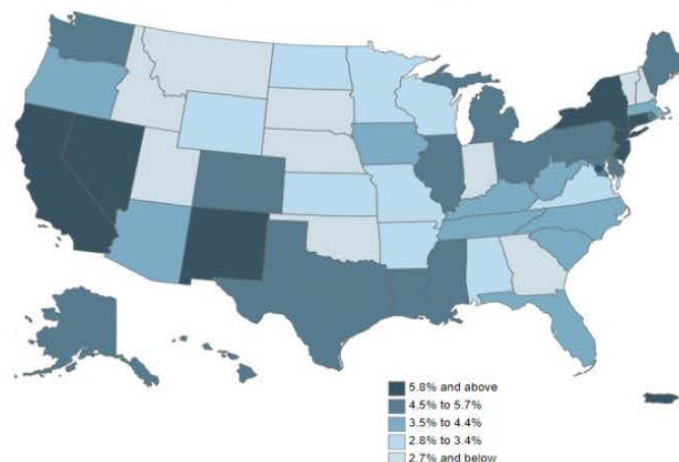 5.8% and above
4.5% to 5.7%
3.5% to 4.4%
2.8% to 3.4%
2.7% and below